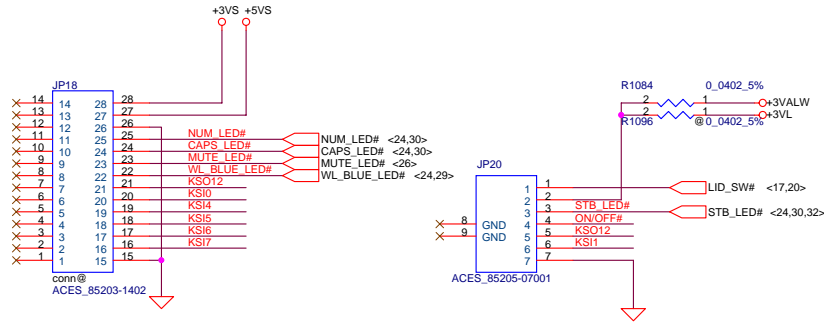 +3VS +5VS
JP18
14 14 28 28
13 13 27 27
12 12 26 26
11 11 25 25 NUM_LED# NUM_LED# <24,30>
10 10 24 24 CAPS_LED# CAPS_LED# <24,30>
9 9 23 23 MUTE_LED# MUTE_LED# <26>
8 8 22 22 WL_BLUE_LED# WL_BLUE_LED# <24,29>
7 7 21 21 KSO12
6 6 20 20 KSI0
5 5 19 19 KSI4
4 4 18 18 KSI5
3 3 17 17 KSI6
2 2 16 16 KSI7
1 1 15 15
conn@
ACES_85203-1402
R1084 0_0402_5%
2 1 +3VALW
2 1 +3VL
R1096 @ 0_0402_5%
JP20
1 1 LID_SW# <17,20>
2 2
3 3 STB_LED# STB_LED# <24,30,32>
8 GND 4 4 ON/OFF#
9 GND 5 5 KSO12
6 6 KSI1
7 7
ACES_85205-07001